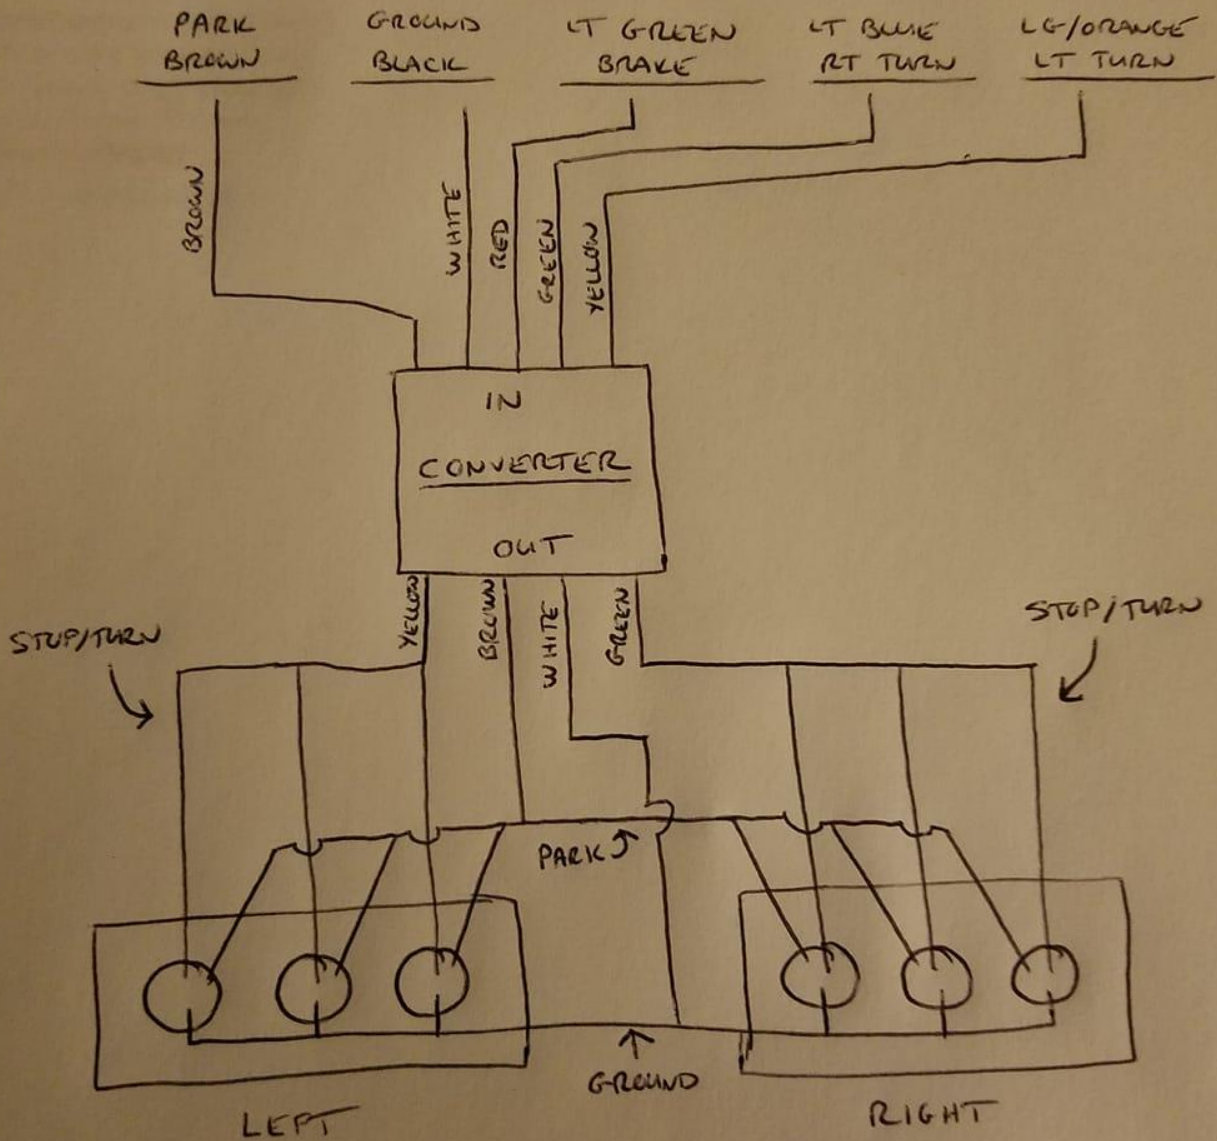 PARK
BROWN
GROUND
BLACK
LT GREEN
BRAKE
LT BLUE
RT TURN
LG/ORANGE
LT TURN
BROWN
WHITE
RED
GREEN
YELLOW
IN
CONVERTER
OUT
YELLOW
BROWN
WHITE
GREEN
STOP/TURN
STOP/TURN
PARK
GROUND
LEFT
RIGHT